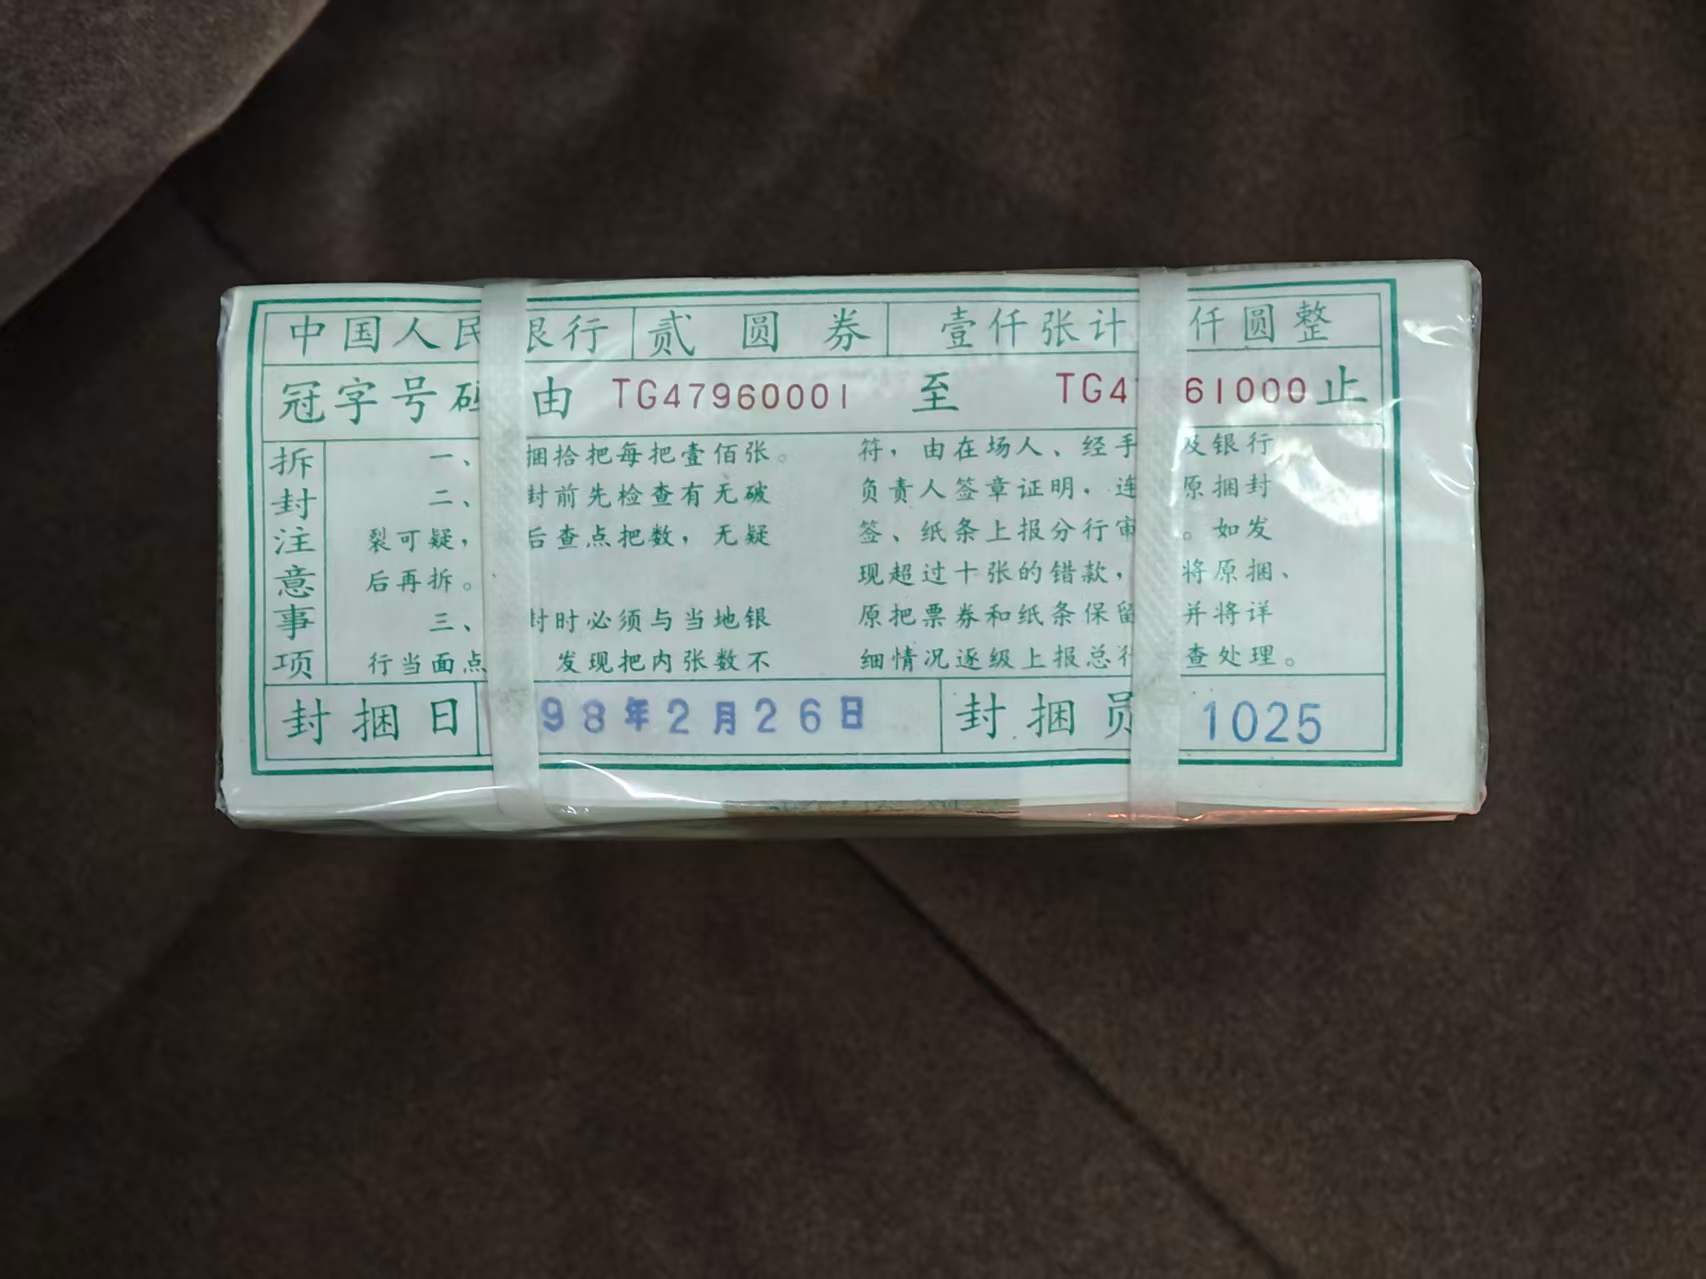 中国人民 银行 贰圆券 壹仟张计 仟圆整
冠字号码 由 TG47960001 至 TG4 61000 止
拆封注意事项
一、 捆拾把每把壹佰张。
二、 封前先检查有无破
裂可疑， 后查点把数，无疑
后再拆。
三、 封时必须与当地银
行当面点 发现把内张数不
符，由在场人、经手 及银行
负责人签章证明，连 原捆封
签、纸条上报分行审 。如发
现超过十张的错款， 将原捆、
原把票券和纸条保留 并将详
细情况逐级上报总行 查处理。
封捆日 98年2月26日 封捆员 1025